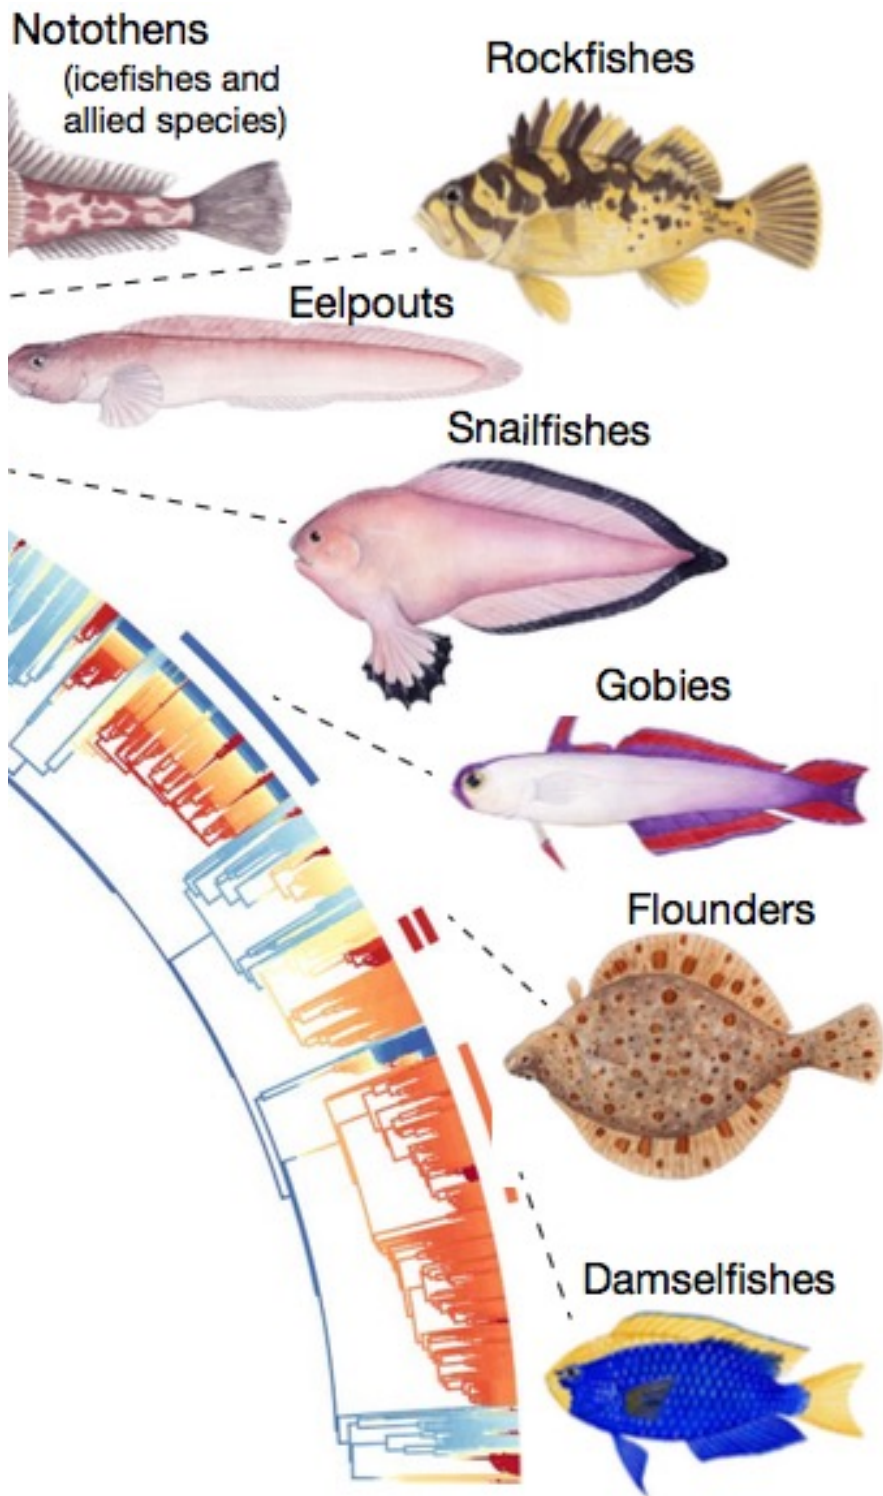 Notothens
(icefishes and
allied species)
Rockfishes
Eelpouts
Snailfishes
Gobies
Flounders
Damselfishes